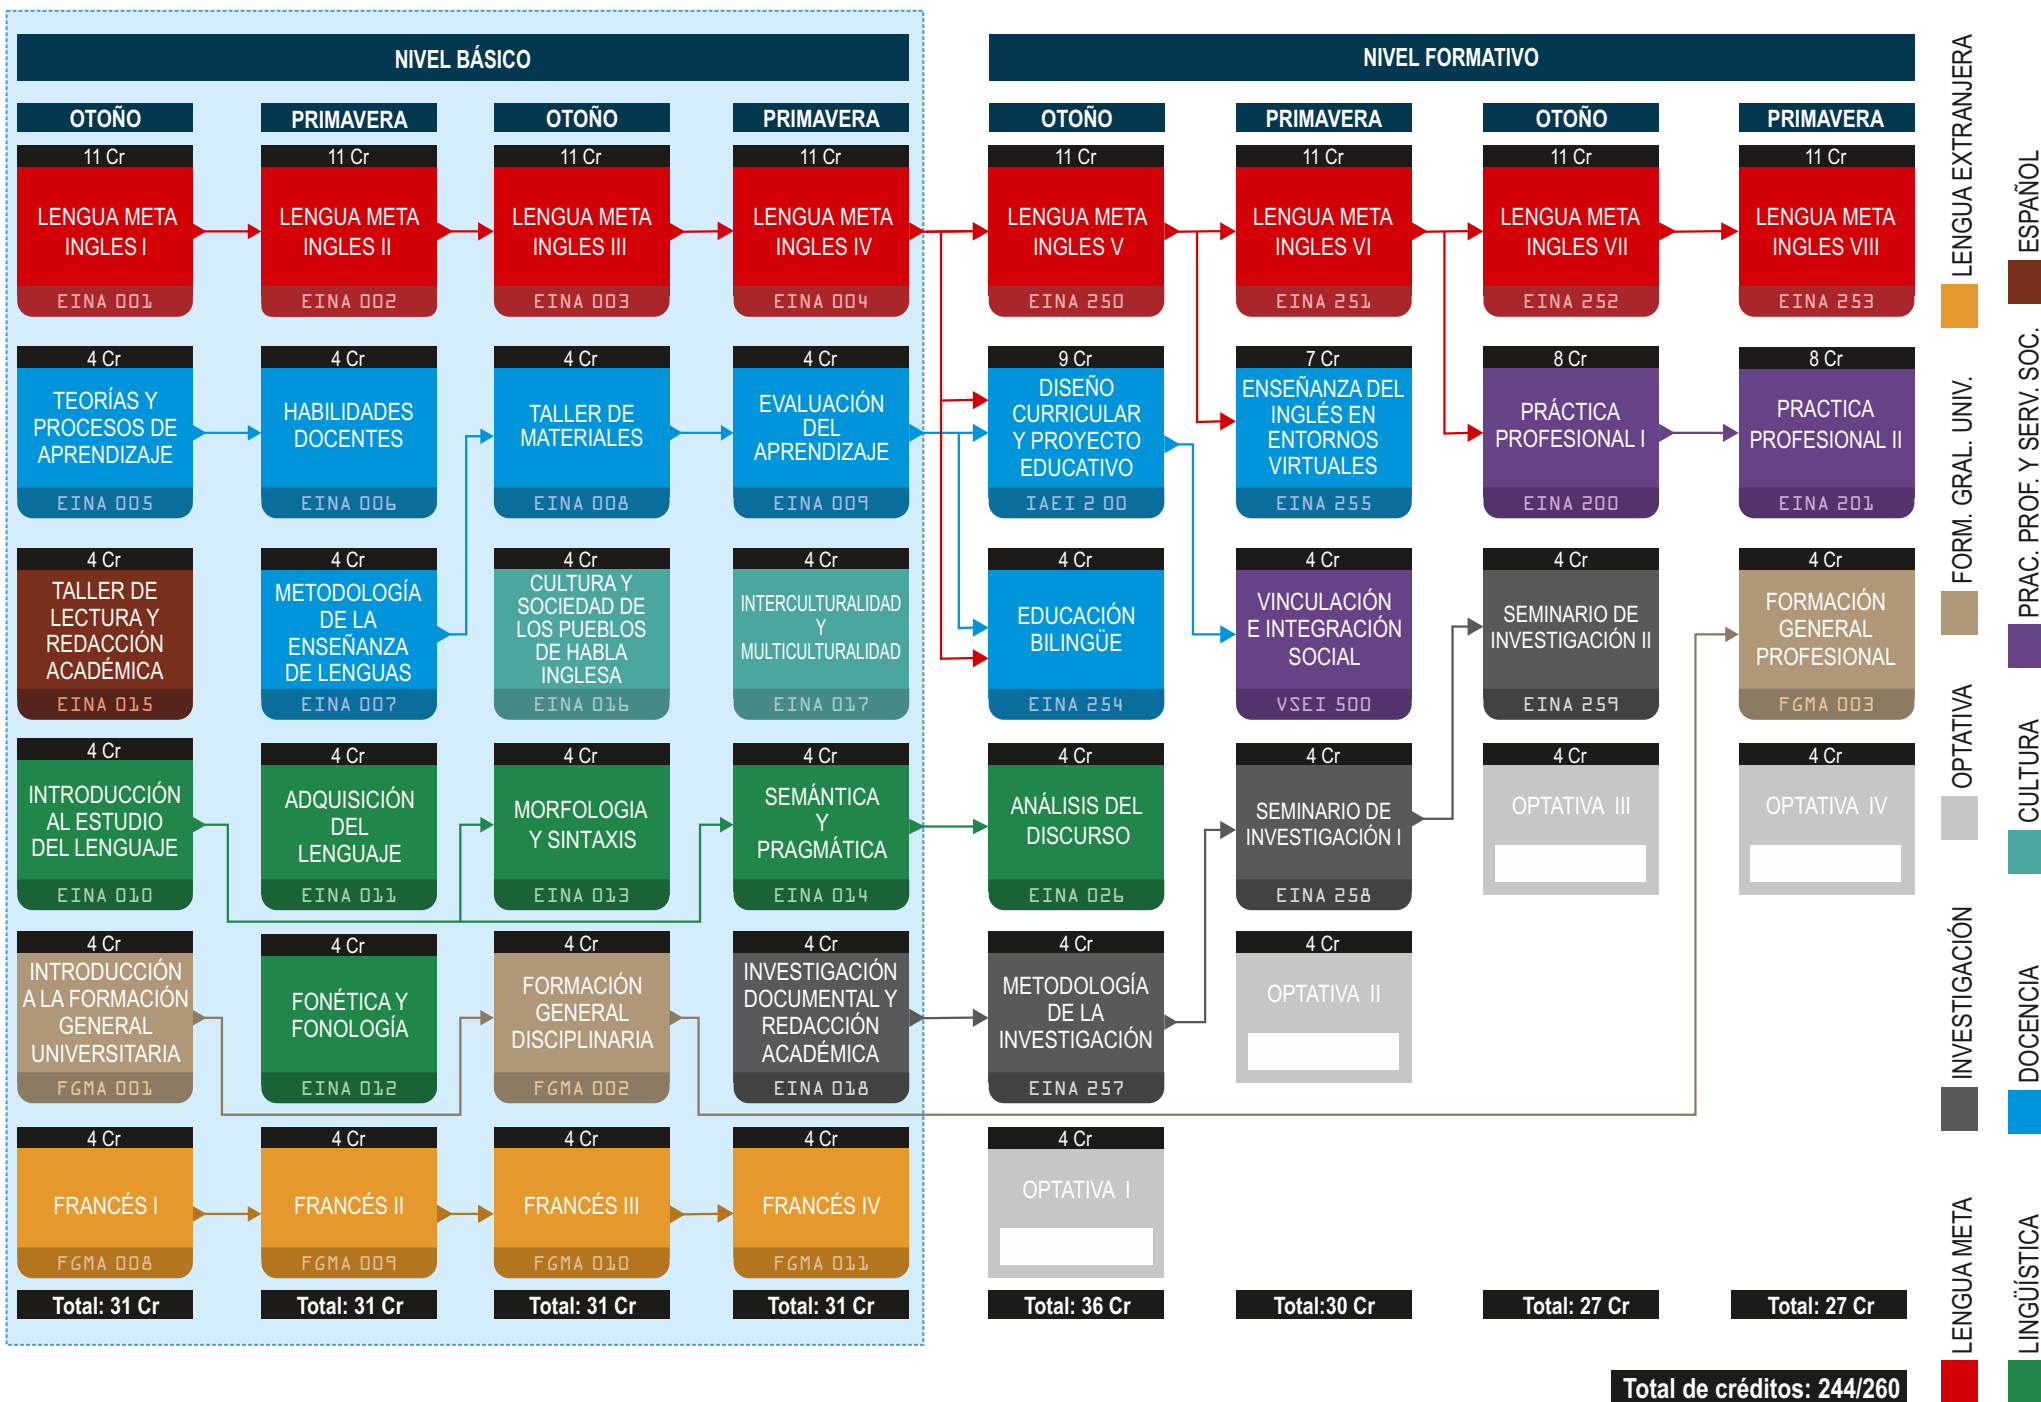 NIVEL BÁSICO
NIVEL FORMATIVO
OTOÑO
PRIMAVERA
OTOÑO
PRIMAVERA
OTOÑO
PRIMAVERA
OTOÑO
PRIMAVERA
11 Cr
LENGUA META
INGLES I
EINA 001
11 Cr
LENGUA META
INGLES II
EINA 002
11 Cr
LENGUA META
INGLES III
EINA 003
11 Cr
LENGUA META
INGLES IV
EINA 004
11 Cr
LENGUA META
INGLES V
EINA 250
11 Cr
LENGUA META
INGLES VI
EINA 251
11 Cr
LENGUA META
INGLES VII
EINA 252
11 Cr
LENGUA META
INGLES VIII
EINA 253
4 Cr
TEORÍAS Y
PROCESOS DE
APRENDIZAJE
EINA 005
4 Cr
HABILIDADES
DOCENTES
EINA 006
4 Cr
TALLER DE
MATERIALES
EINA 008
4 Cr
EVALUACIÓN
DEL
APRENDIZAJE
EINA 009
9 Cr
DISEÑO
CURRICULAR
Y PROYECTO
EDUCATIVO
IAEI 2 00
7 Cr
ENSEÑANZA DEL
INGLÉS EN
ENTORNOS
VIRTUALES
EINA 255
8 Cr
PRÁCTICA
PROFESIONAL I
EINA 200
8 Cr
PRACTICA
PROFESIONAL II
EINA 201
4 Cr
TALLER DE
LECTURA Y
REDACCIÓN
ACADÉMICA
EINA 015
4 Cr
METODOLOGÍA
DE LA
ENSEÑANZA
DE LENGUAS
EINA 007
4 Cr
CULTURA Y
SOCIEDAD DE
LOS PUEBLOS
DE HABLA
INGLESA
EINA 016
4 Cr
INTERCULTURALIDAD
Y
MULTICULTURALIDAD
EINA 017
4 Cr
EDUCACIÓN
BILINGÜE
EINA 254
4 Cr
VINCULACIÓN
E INTEGRACIÓN
SOCIAL
VSEI 500
4 Cr
SEMINARIO DE
INVESTIGACIÓN II
EINA 259
4 Cr
FORMACIÓN
GENERAL
PROFESIONAL
FGMA 003
4 Cr
INTRODUCCIÓN
AL ESTUDIO
DEL LENGUAJE
EINA 010
4 Cr
ADQUISICIÓN
DEL
LENGUAJE
EINA 011
4 Cr
MORFOLOGIA
Y SINTAXIS
EINA 013
4 Cr
SEMÁNTICA
Y
PRAGMÁTICA
EINA 014
4 Cr
ANÁLISIS DEL
DISCURSO
EINA 026
4 Cr
SEMINARIO DE
INVESTIGACIÓN I
EINA 258
4 Cr
OPTATIVA III
4 Cr
OPTATIVA IV
4 Cr
INTRODUCCIÓN
A LA FORMACIÓN
GENERAL
UNIVERSITARIA
FGMA 001
4 Cr
FONÉTICA Y
FONOLOGÍA
EINA 012
4 Cr
FORMACIÓN
GENERAL
DISCIPLINARIA
FGMA 002
4 Cr
INVESTIGACIÓN
DOCUMENTAL Y
REDACCIÓN
ACADÉMICA
EINA 018
4 Cr
METODOLOGÍA
DE LA
INVESTIGACIÓN
EINA 257
4 Cr
OPTATIVA II
4 Cr
FRANCÉS I
FGMA 008
4 Cr
FRANCÉS II
FGMA 009
4 Cr
FRANCÉS III
FGMA 010
4 Cr
FRANCÉS IV
FGMA 011
4 Cr
OPTATIVA I
Total: 31 Cr
Total: 31 Cr
Total: 31 Cr
Total: 31 Cr
Total: 36 Cr
Total:30 Cr
Total: 27 Cr
Total: 27 Cr
Total de créditos: 244/260
LENGUA META
INVESTIGACIÓN
OPTATIVA
FORM. GRAL. UNIV.
LENGUA EXTRANJERA
LINGÜÍSTICA
DOCENCIA
CULTURA
PRAC. PROF. Y SERV. SOC.
ESPAÑOL